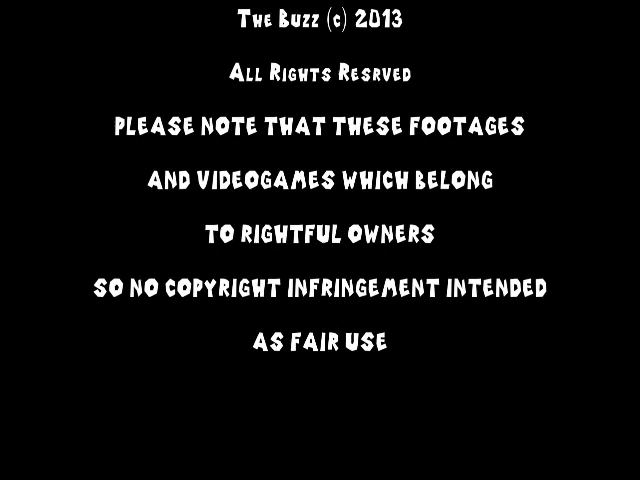 The Buzz (c) 2013
All Rights Resrved
PLEASE NOTE THAT THESE FOOTAGES
AND VIDEOGAMES WHICH BELONG
TO RIGHTFUL OWNERS
SO NO COPYRIGHT INFRINGEMENT INTENDED
AS FAIR USE